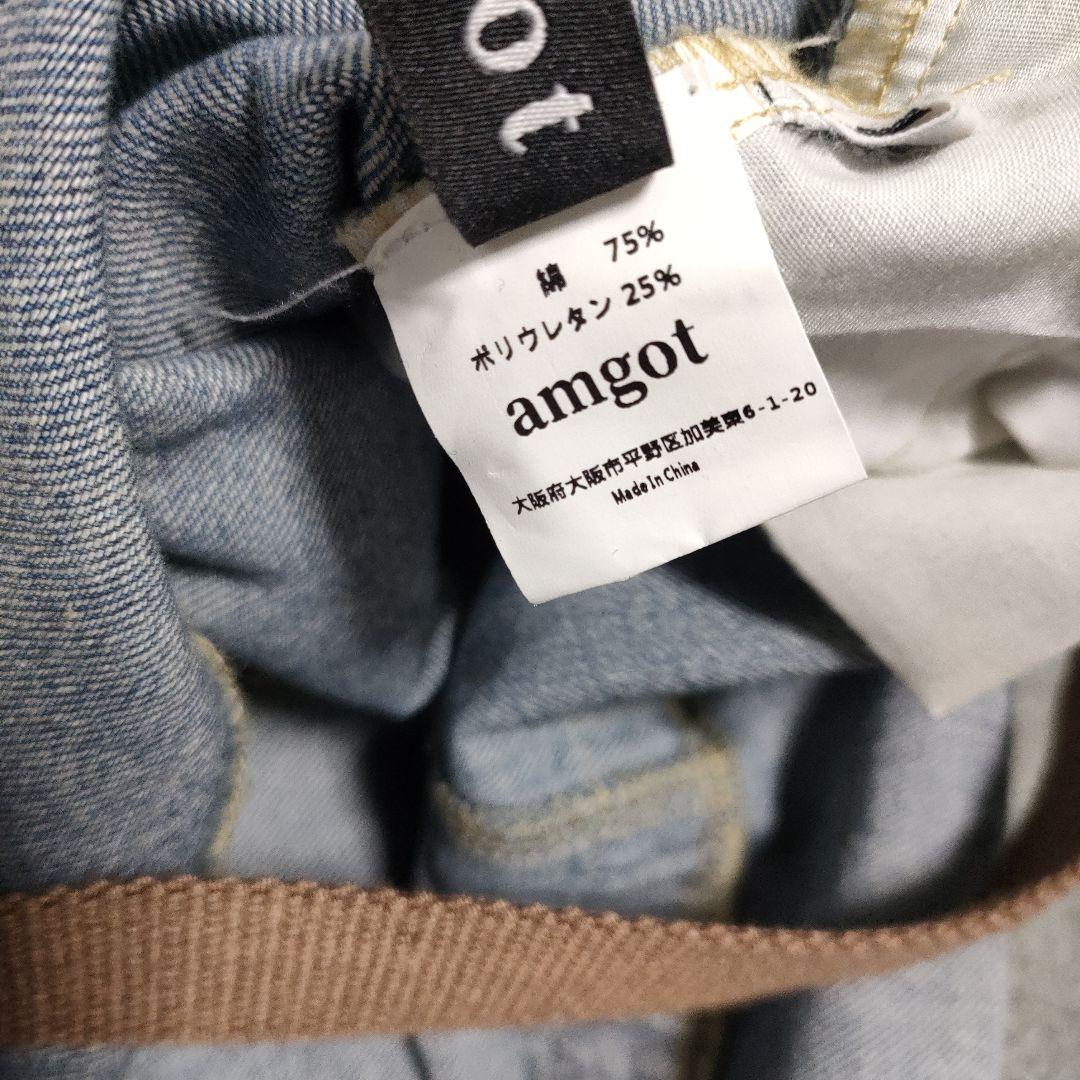 ot
綿 75%
ポリウレタン 25%
amgot
大阪府大阪市平野区加美東6-1-20
Made In China